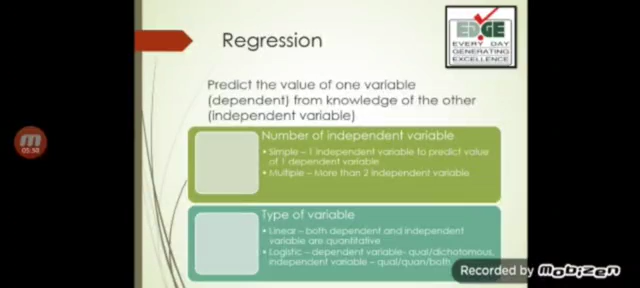 Regression
EDGE
EVERY DAY
GENERATING
EXCELLENCE
Predict the value of one variable
(dependent) from knowledge of the other
(independent variable)
Number of independent variable
• Simple – 1 independent variable to predict value
of 1 dependent variable
• Multiple – More than 2 independent variable
Type of variable
• Linear – both dependent and independent
variable are quantitative
• Logistic – dependent variable- qual/dichotomous,
independent variable – qual/quan/both
Recorded by mobizen